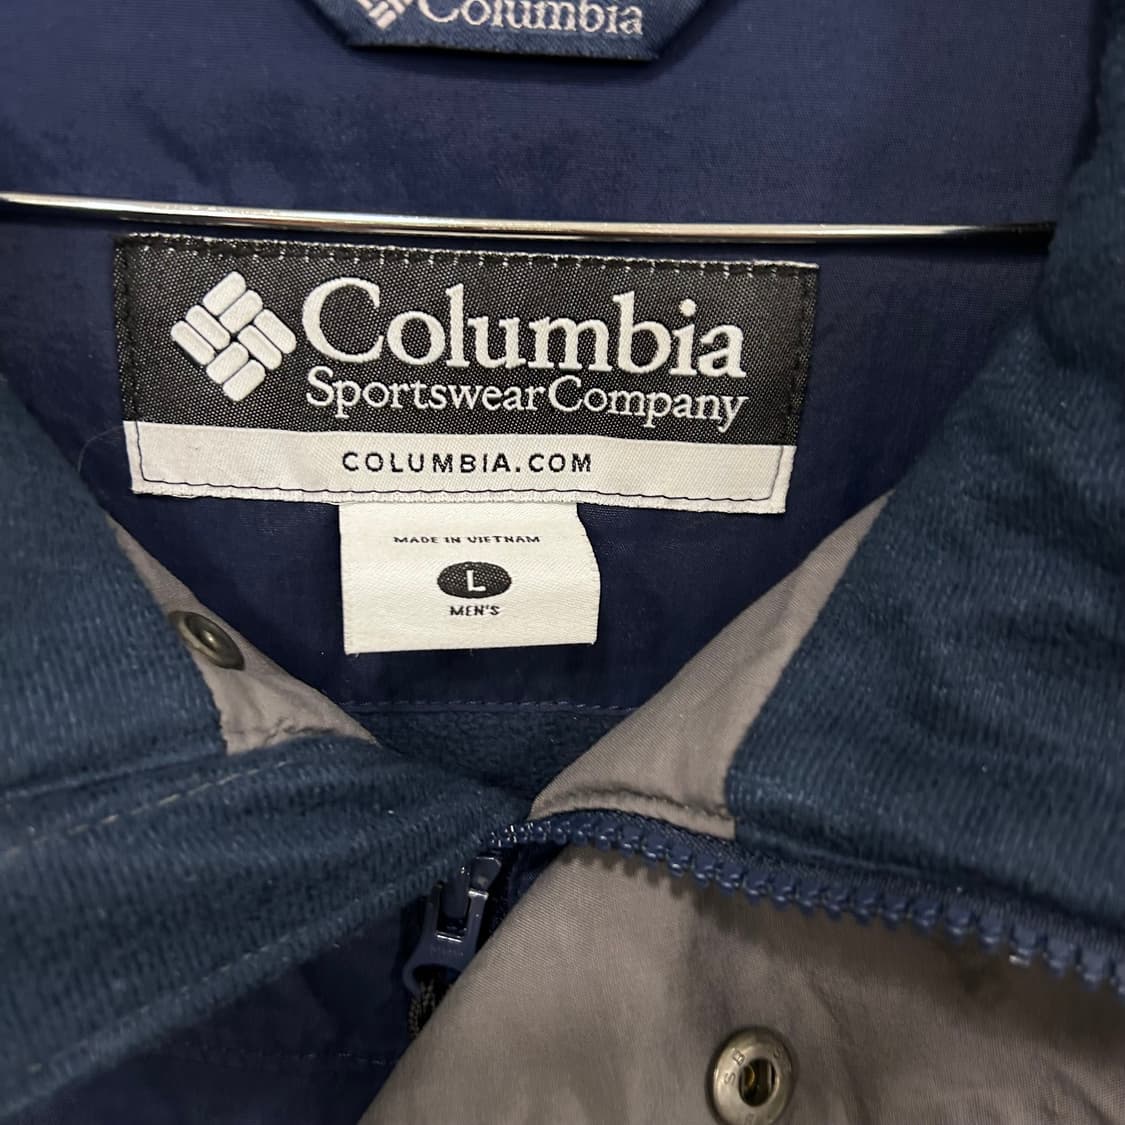 Columbia
Columbia
Sportswear Company
COLUMBIA.COM
MADE IN VIETNAM
L
MEN'S